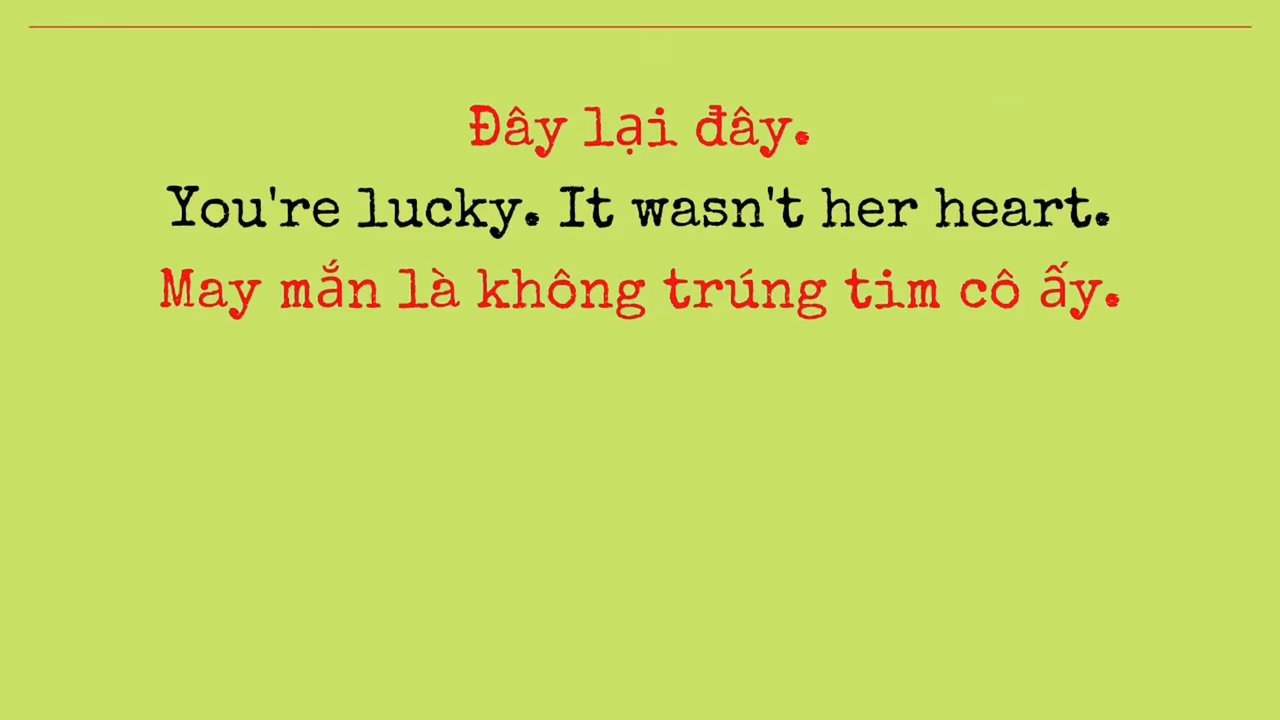 Đây lại đây.
You're lucky. It wasn't her heart.
May mắn là không trúng tim cô ấy.